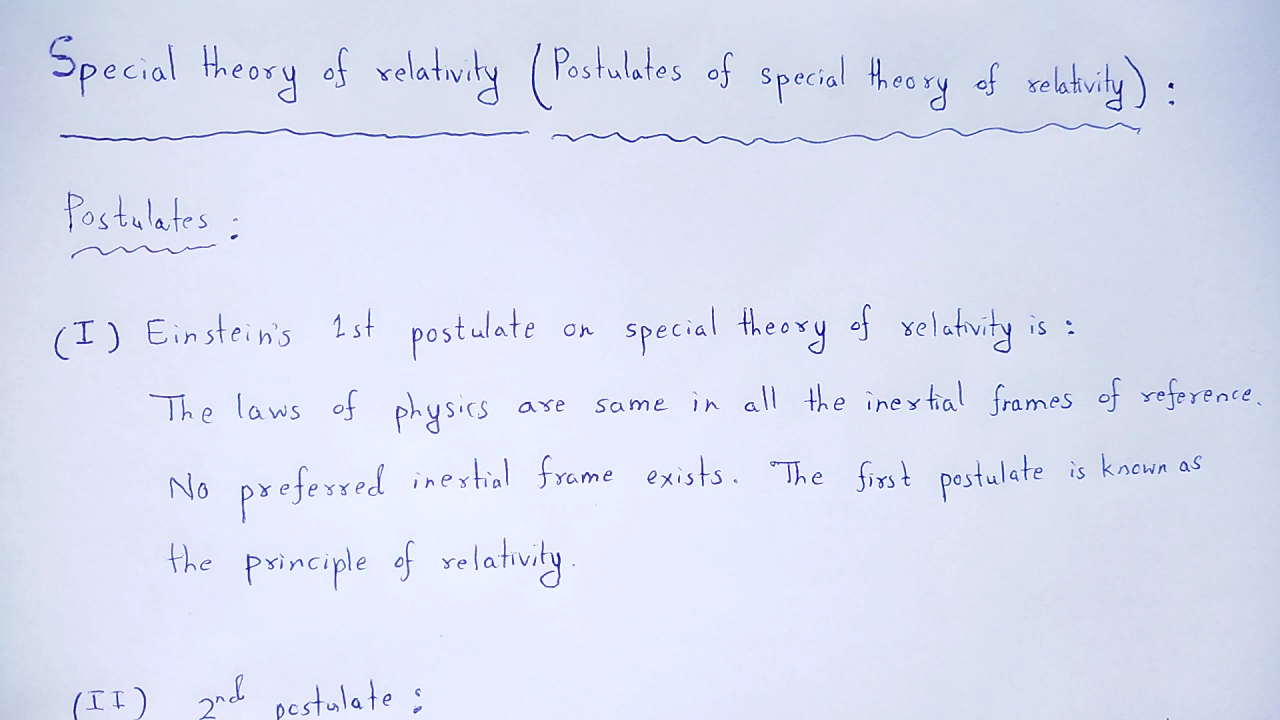 Special theory of relativity (Postulates of special theory of relativity) :
Postulates :
(I) Einstein's 1st postulate on special theory of relativity is :
The laws of physics are same in all the inertial frames of reference.
No preferred inertial frame exists. The first postulate is known as
the principle of relativity.
(II) 2nd postulate :